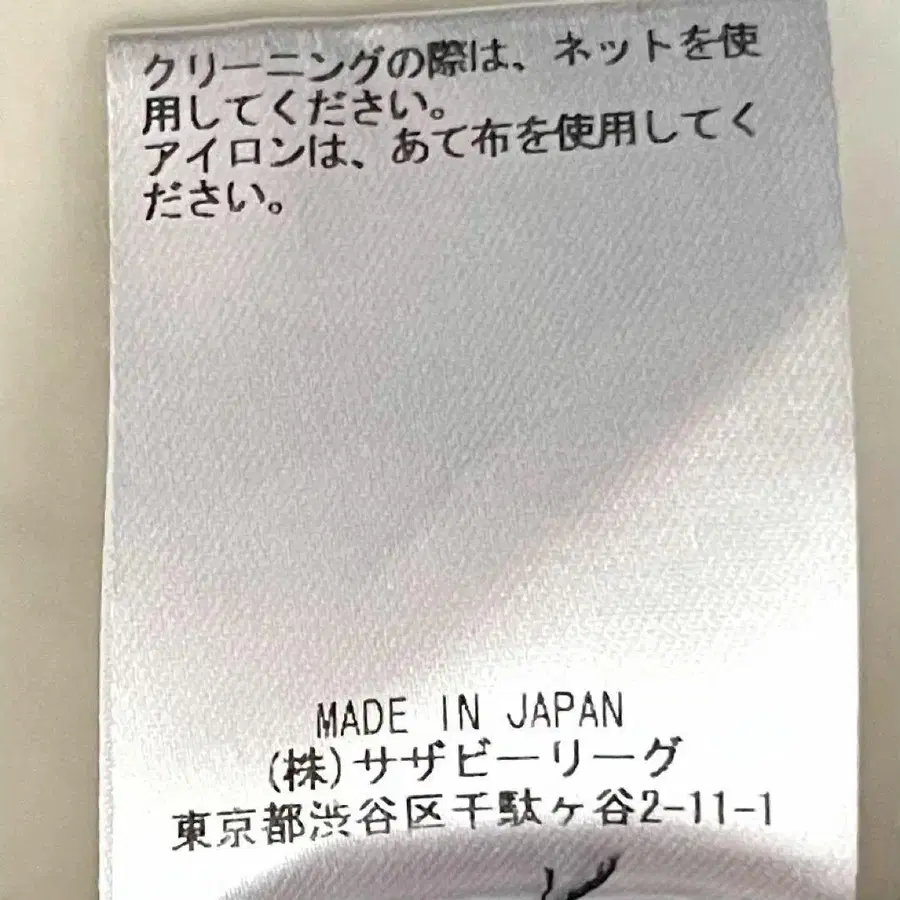 クリーニングの際は、ネットを使
用してください。
アイロンは、あて布を使用してく
ださい。
MADE IN JAPAN
(株)サザビーリーグ
東京都渋谷区千駄ヶ谷2-11-1